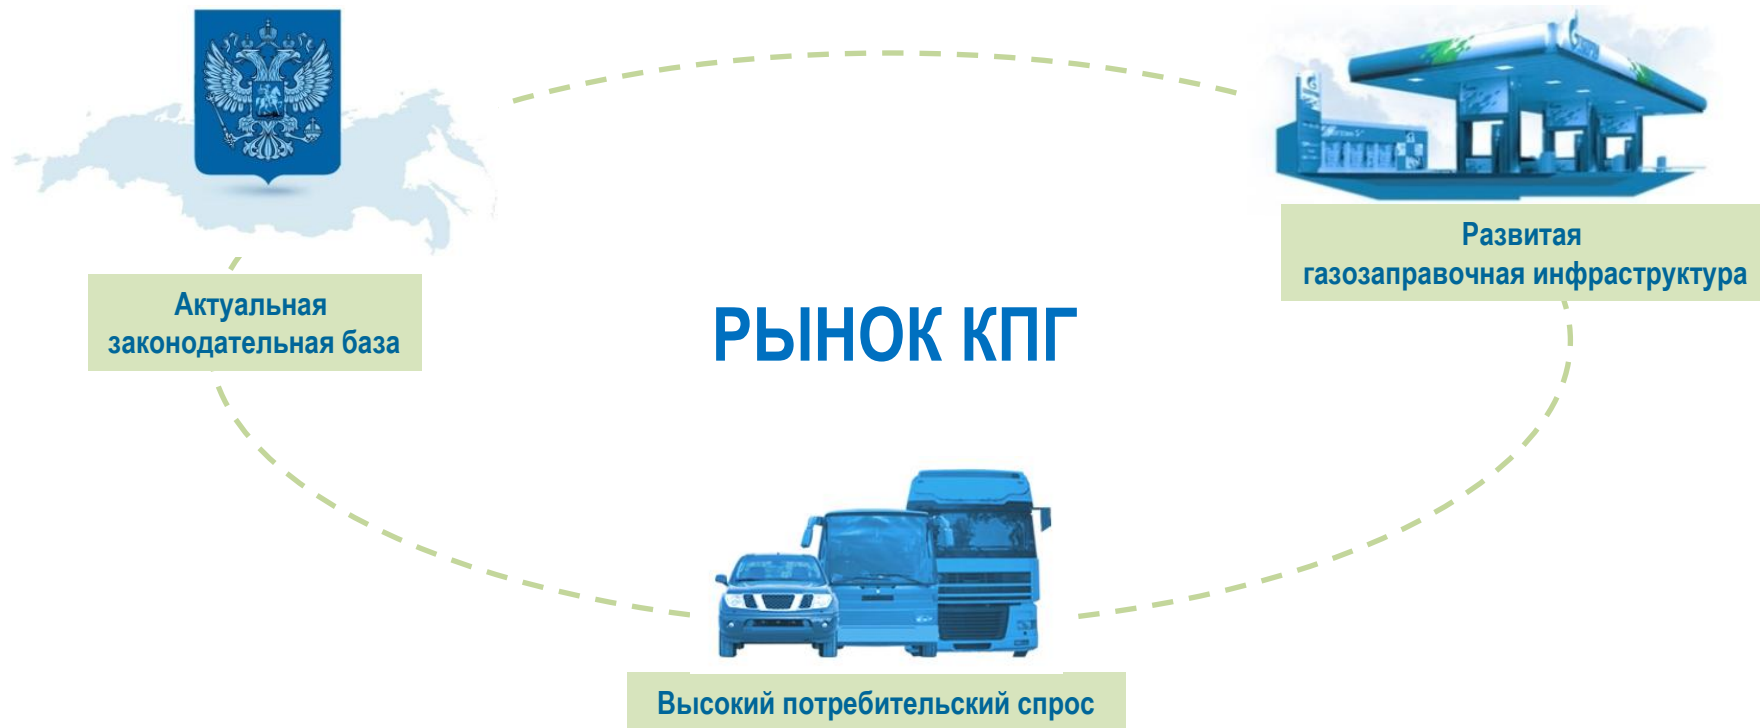 Развитая
газозаправочная инфраструктура
Актуальная
законодательная база
РЫНОК КПГ
Высокий потребительский спрос